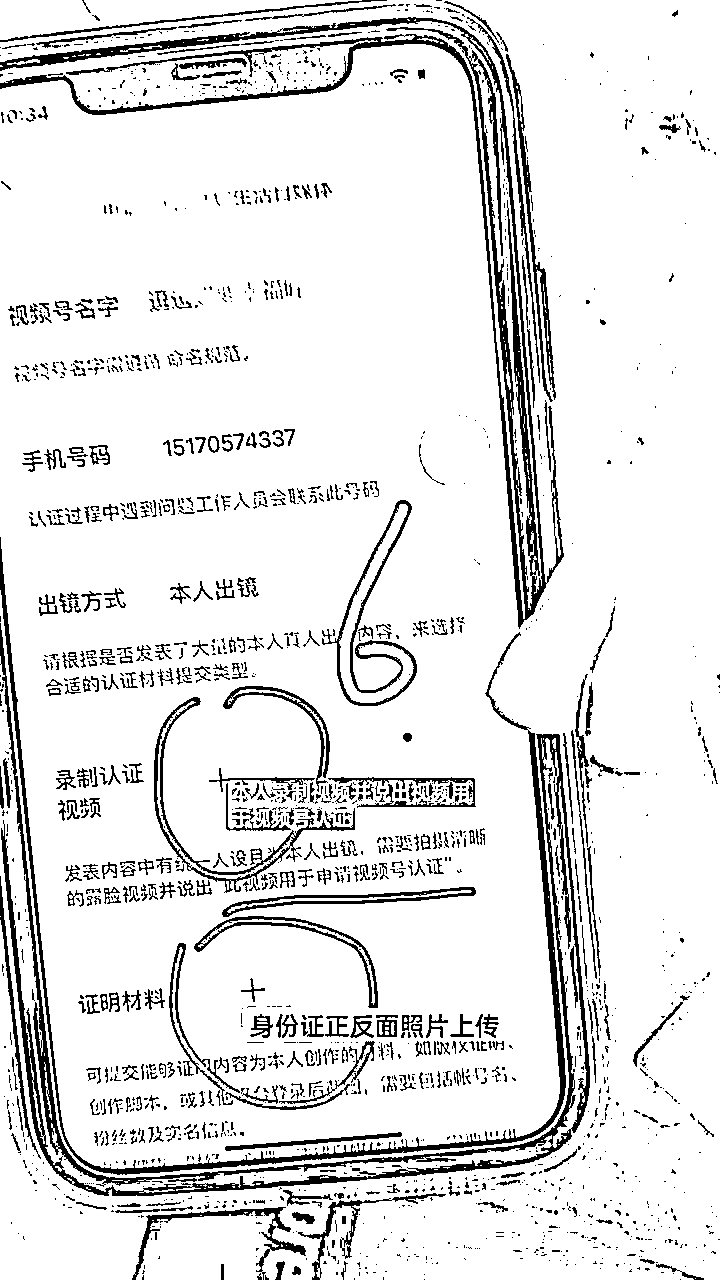 10:34
视频号名字
视频号名字需遵循 命名规范。
手机号码 15170574337
认证过程中遇到问题工作人员会联系此号码
出镜方式 本人出镜
请根据是否发表了大量的本人真人出 内容，来选择
合适的认证材料提交类型。
6
录制认证
视频
本人录制视频并说出视频用
于视频号认证
发表内容中有统一人设且为本人出镜，需要拍摄清晰
的露脸视频并说出“此视频用于申请视频号认证”。
证明材料
身份证正反面照片上传
可提交能够证明内容为本人创作的材料，如版权证明、
创作脚本，或其他平台登录后截图，需要包括帐号名、
粉丝数及实名信息。